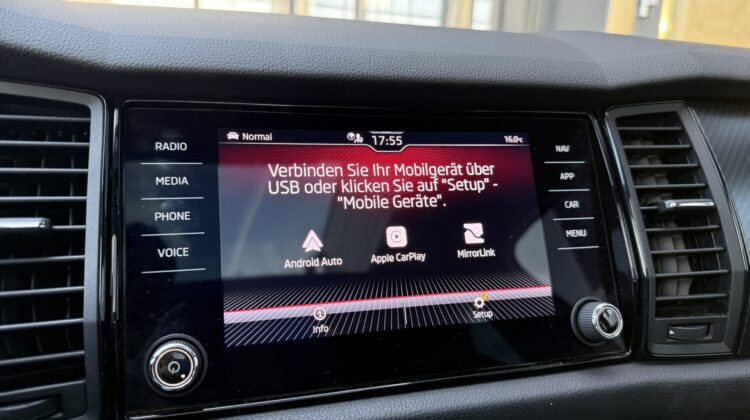 Normal
17:55
16.0°C
RADIO
MEDIA
PHONE
VOICE
Verbinden Sie Ihr Mobilgerät über
USB oder klicken Sie auf "Setup" -
"Mobile Geräte".
Android Auto
Apple CarPlay
MirrorLink
Info
Setup
NAV
APP
CAR
MENU